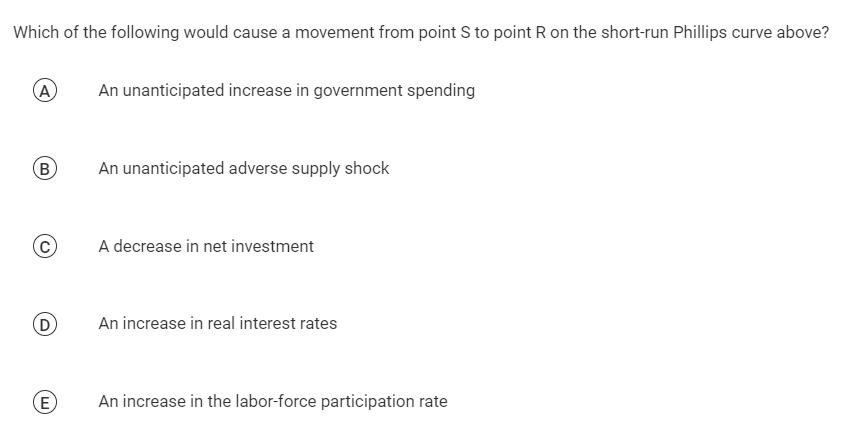 Which of the following would cause a movement from point S to point R on the short-run Phillips curve above?
A An unanticipated increase in government spending
B An unanticipated adverse supply shock
C A decrease in net investment
D An increase in real interest rates
E An increase in the labor-force participation rate